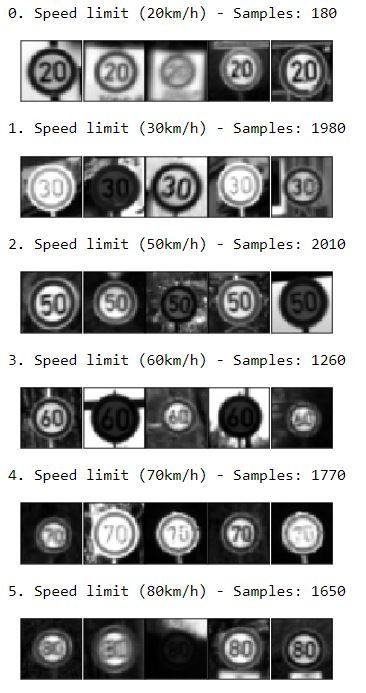 0. Speed limit (20km/h) - Samples: 180
20 20 20 20
1. Speed limit (30km/h) - Samples: 1980
30 30 30 30 30
2. Speed limit (50km/h) - Samples: 2010
50 50 50 50 50
3. Speed limit (60km/h) - Samples: 1260
60 60 60 60 60
4. Speed limit (70km/h) - Samples: 1770
70 70 70 70 70
5. Speed limit (80km/h) - Samples: 1650
80 80 80 80